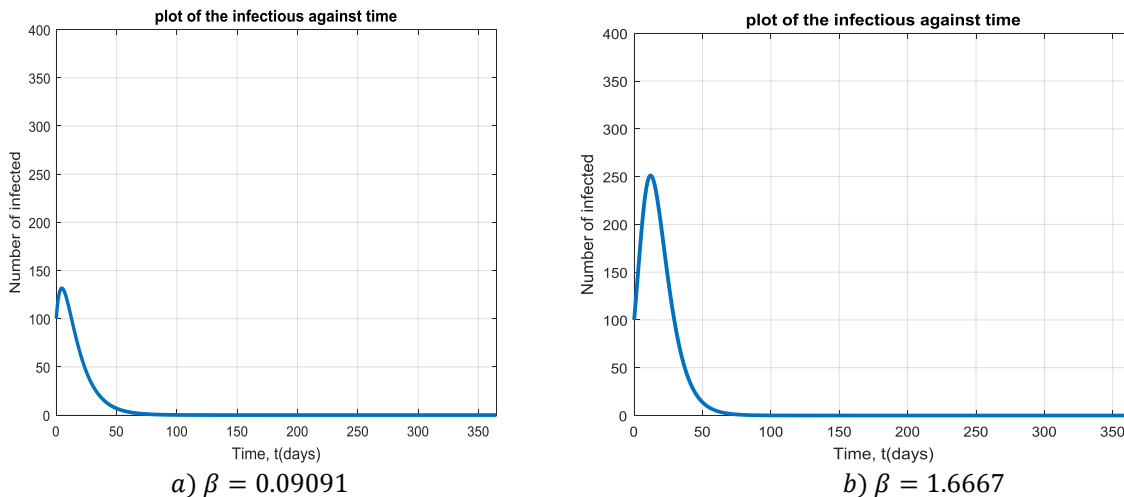 plot of the infectious against time
400
350
300
250
200
150
100
50
0
Number of infected
0 50 100 150 200 250 300 350
Time, t(days)
a) β = 0.09091
plot of the infectious against time
400
350
300
250
200
150
100
50
0
Number of infected
0 50 100 150 200 250 300 350
Time, t(days)
b) β = 1.6667